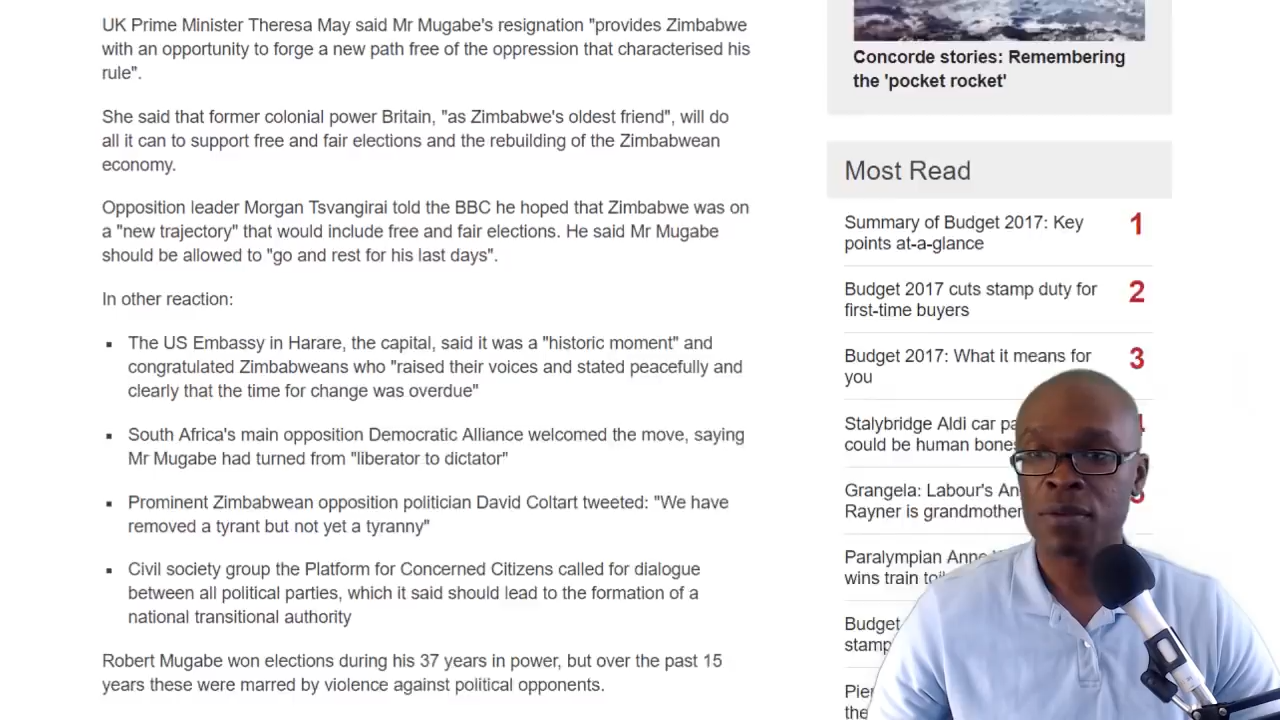 UK Prime Minister Theresa May said Mr Mugabe's resignation "provides Zimbabwe
with an opportunity to forge a new path free of the oppression that characterised his
rule".
She said that former colonial power Britain, "as Zimbabwe's oldest friend", will do
all it can to support free and fair elections and the rebuilding of the Zimbabwean
economy.
Opposition leader Morgan Tsvangirai told the BBC he hoped that Zimbabwe was on
a "new trajectory" that would include free and fair elections. He said Mr Mugabe
should be allowed to "go and rest for his last days".
In other reaction:
The US Embassy in Harare, the capital, said it was a "historic moment" and
congratulated Zimbabweans who "raised their voices and stated peacefully and
clearly that the time for change was overdue"
South Africa's main opposition Democratic Alliance welcomed the move, saying
Mr Mugabe had turned from "liberator to dictator"
Prominent Zimbabwean opposition politician David Coltart tweeted: "We have
removed a tyrant but not yet a tyranny"
Civil society group the Platform for Concerned Citizens called for dialogue
between all political parties, which it said should lead to the formation of a
national transitional authority
Robert Mugabe won elections during his 37 years in power, but over the past 15
years these were marred by violence against political opponents.
Concorde stories: Remembering
the 'pocket rocket'
Most Read
Summary of Budget 2017: Key
points at-a-glance
1
Budget 2017 cuts stamp duty for
first-time buyers
2
Budget 2017: What it means for
you
3
Stalybridge Aldi car
could be human
Grangela: Labour's
Rayner is grandmother
Paralympian
wins train
Budget